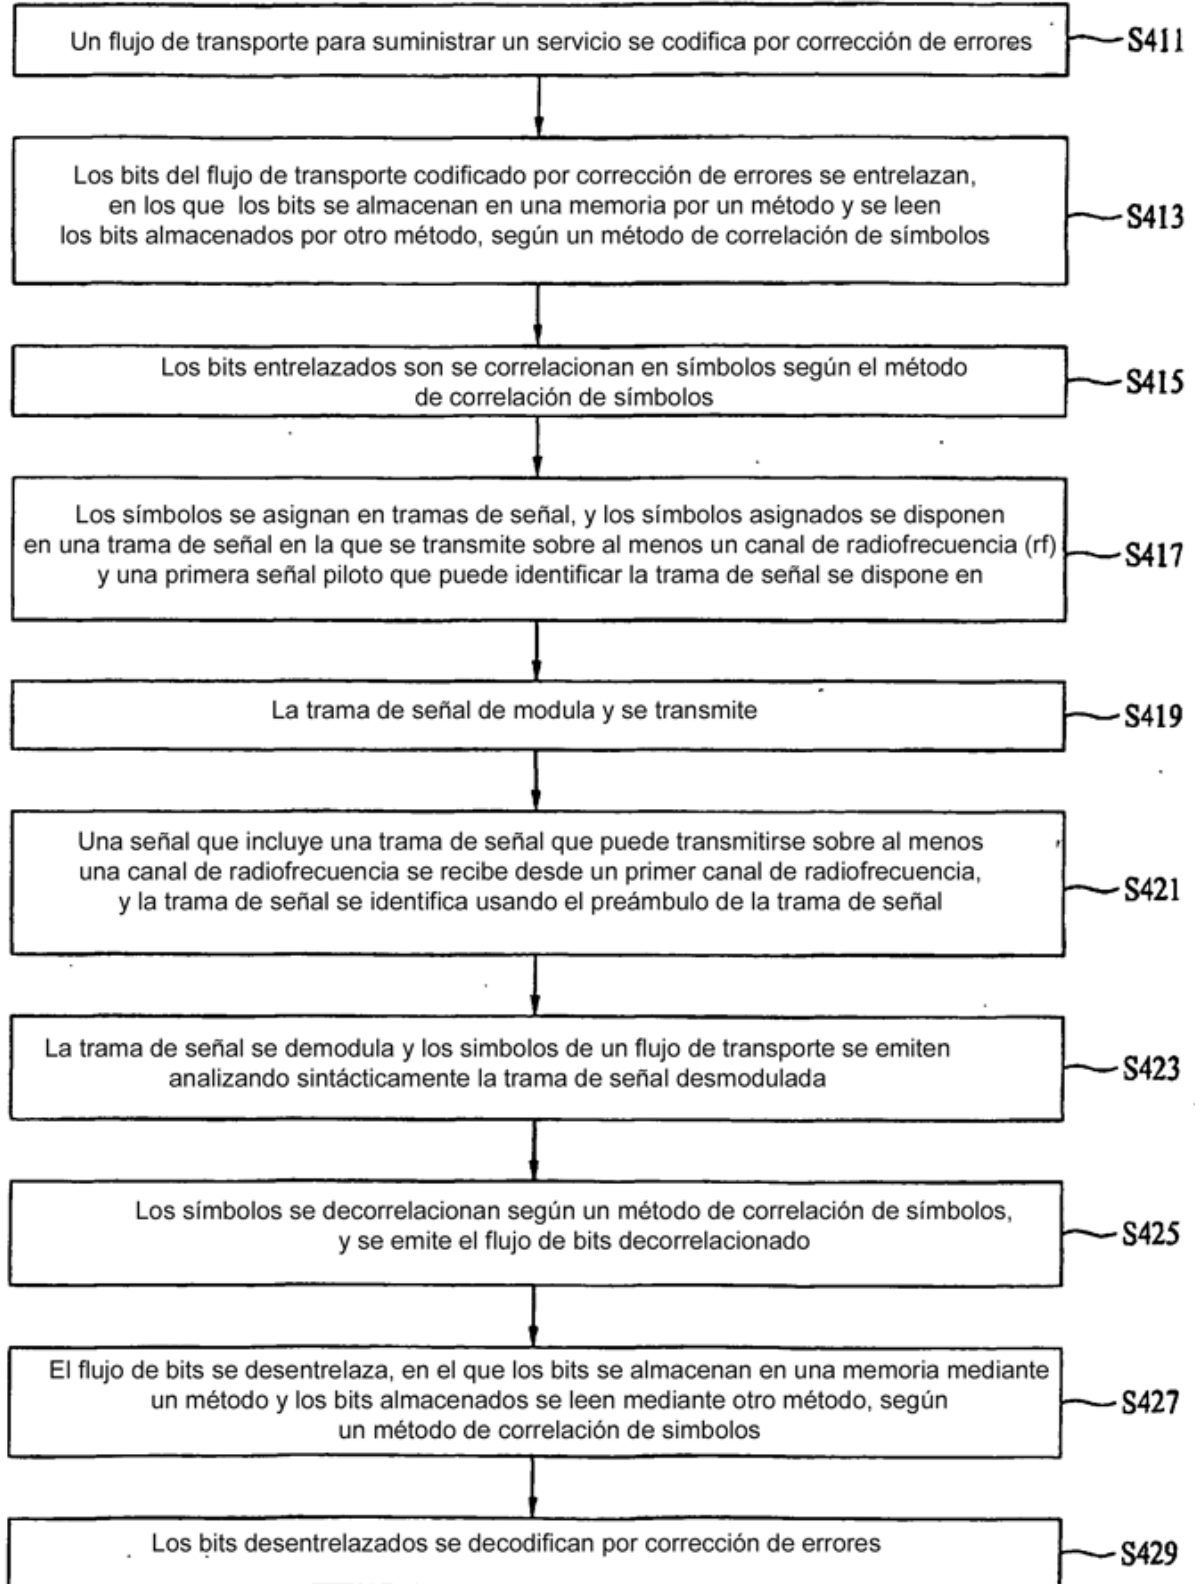 Un flujo de transporte para suministrar un servicio se codifica por corrección de errores
S411
Los bits del flujo de transporte codificado por corrección de errores se entrelazan,
en los que los bits se almacenan en una memoria por un método y se leen
los bits almacenados por otro método, según un método de correlación de símbolos
S413
Los bits entrelazados son se correlacionan en símbolos según el método
de correlación de símbolos
S415
Los símbolos se asignan en tramas de señal, y los símbolos asignados se disponen
en una trama de señal en la que se transmite sobre al menos un canal de radiofrecuencia (rf)
y una primera señal piloto que puede identificar la trama de señal se dispone en
S417
La trama de señal de modula y se transmite
S419
Una señal que incluye una trama de señal que puede transmitirse sobre al menos
una canal de radiofrecuencia se recibe desde un primer canal de radiofrecuencia,
y la trama de señal se identifica usando el preámbulo de la trama de señal
S421
La trama de señal se demodula y los simbolos de un flujo de transporte se emiten
analizando sintácticamente la trama de señal desmodulada
S423
Los símbolos se decorrelacionan según un método de correlación de símbolos,
y se emite el flujo de bits decorrelacionado
S425
El flujo de bits se desentrelaza, en el que los bits se almacenan en una memoria mediante
un método y los bits almacenados se leen mediante otro método, según
un método de correlación de simbolos
S427
Los bits desentrelazados se decodifican por corrección de errores
S429